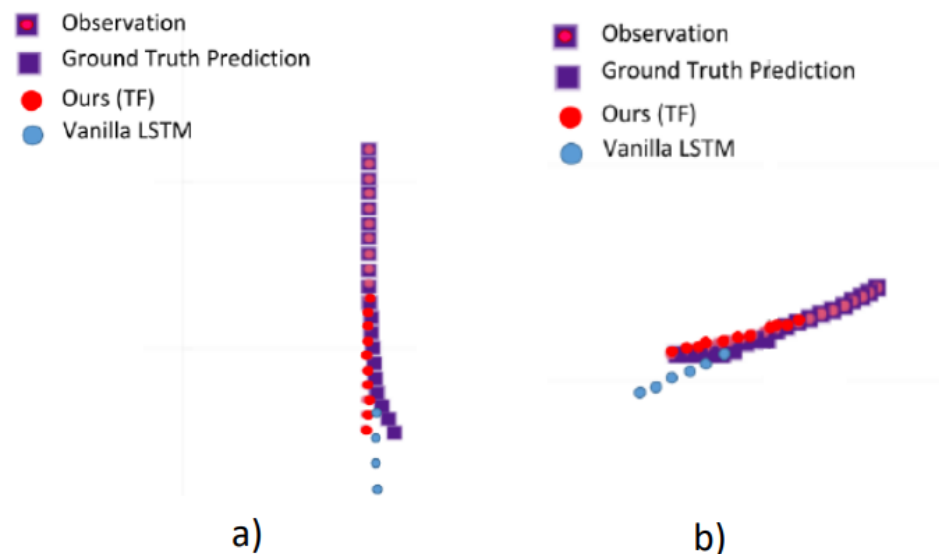 Observation
Ground Truth Prediction
Ours (TF)
Vanilla LSTM
a)
Observation
Ground Truth Prediction
Ours (TF)
Vanilla LSTM
b)